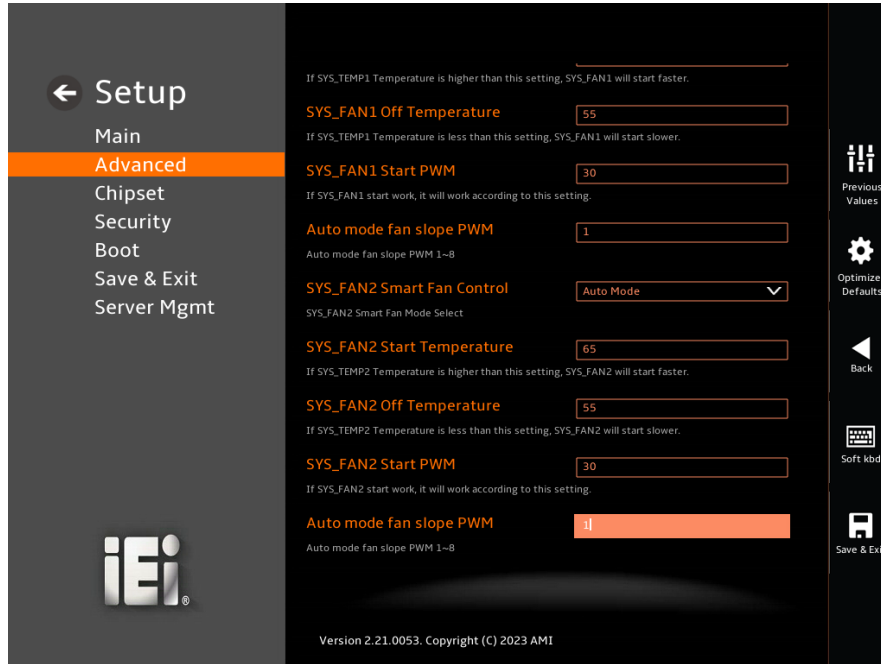 Setup
Main
Advanced
Chipset
Security
Boot
Save & Exit
Server Mgmt
If SYS_TEMP1 Temperature is higher than this setting, SYS_FAN1 will start faster.
SYS_FAN1 Off Temperature
55
If SYS_TEMP1 Temperature is less than this setting, SYS_FAN1 will start slower.
SYS_FAN1 Start PWM
30
If SYS_FAN1 start work, it will work according to this setting.
Auto mode fan slope PWM
1
Auto mode fan slope PWM 1~8
SYS_FAN2 Smart Fan Control
Auto Mode
SYS_FAN2 Smart Fan Mode Select
SYS_FAN2 Start Temperature
65
If SYS_TEMP2 Temperature is higher than this setting, SYS_FAN2 will start faster.
SYS_FAN2 Off Temperature
55
If SYS_TEMP2 Temperature is less than this setting, SYS_FAN2 will start slower.
SYS_FAN2 Start PWM
30
If SYS_FAN2 start work, it will work according to this setting.
Auto mode fan slope PWM
1
Auto mode fan slope PWM 1~8
Version 2.21.0053. Copyright (C) 2023 AMI
iEi®
Previous
Values
Optimize
Defaults
Back
Soft kbd
Save & Exi